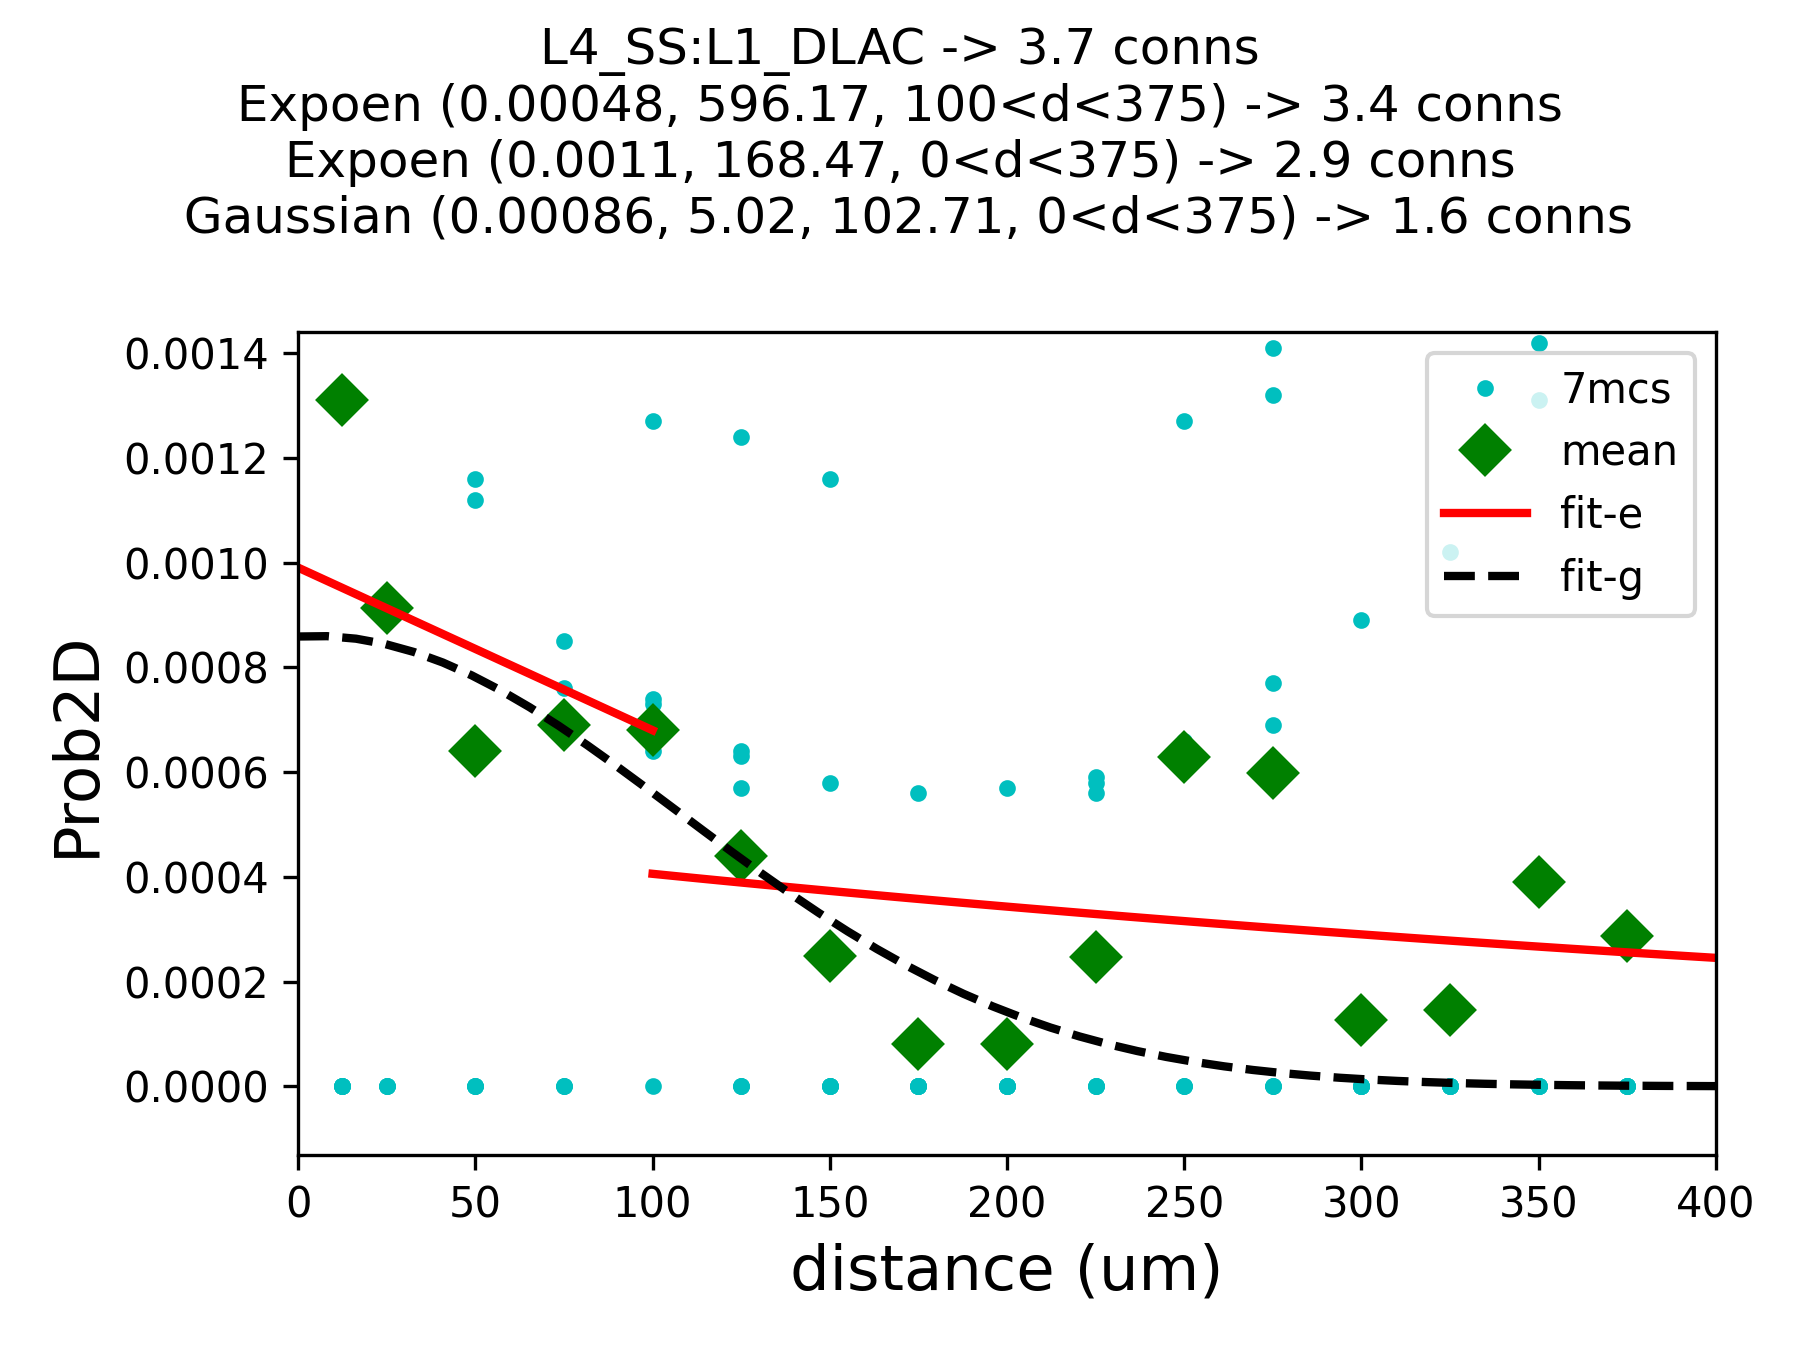 L4_SS:L1_DLAC -> 3.7 conns
Expoen (0.00048, 596.17, 100<d<375) -> 3.4 conns
Expoen (0.0011, 168.47, 0<d<375) -> 2.9 conns
Gaussian (0.00086, 5.02, 102.71, 0<d<375) -> 1.6 conns
0.0014
0.0012
0.0010
0.0008
0.0006
0.0004
0.0002
0.0000
Prob2D
7mcs
mean
fit-e
fit-g
0 50 100 150 200 250 300 350 400
distance (um)